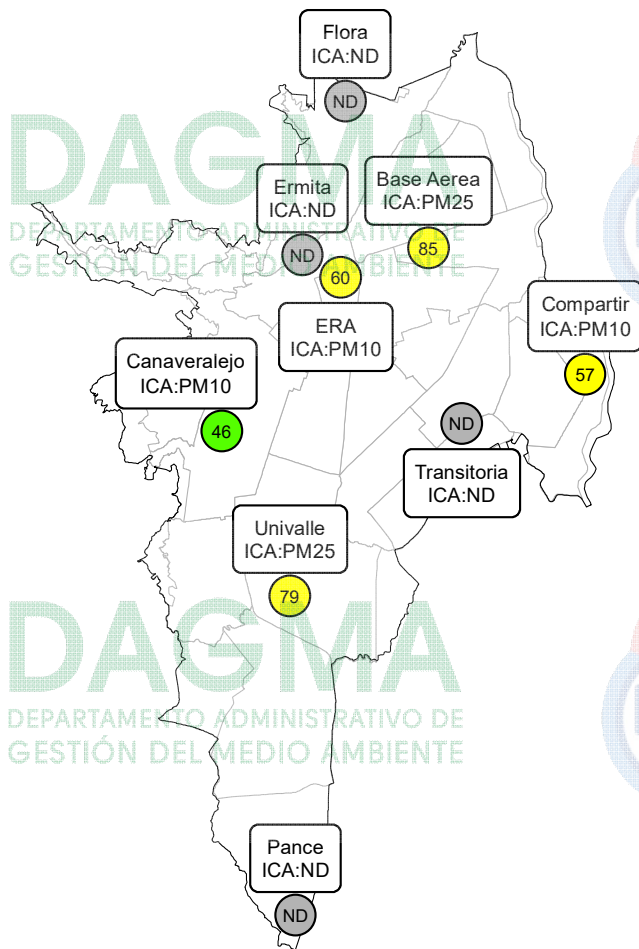 Flora
ICA:ND
ND
DAGMA
DEPARTAMENTO ADMINISTRATIVO DE
GESTIÓN DEL MEDIO AMBIENTE
Ermita
ICA:ND
ND
Base Aerea
ICA:PM25
85
60
ERA
ICA:PM10
Compartir
ICA:PM10
57
Canaveralejo
ICA:PM10
46
ND
Transitoria
ICA:ND
Univalle
ICA:PM25
79
DAGMA
DEPARTAMENTO ADMINISTRATIVO DE
GESTIÓN DEL MEDIO AMBIENTE
Pance
ICA:ND
ND